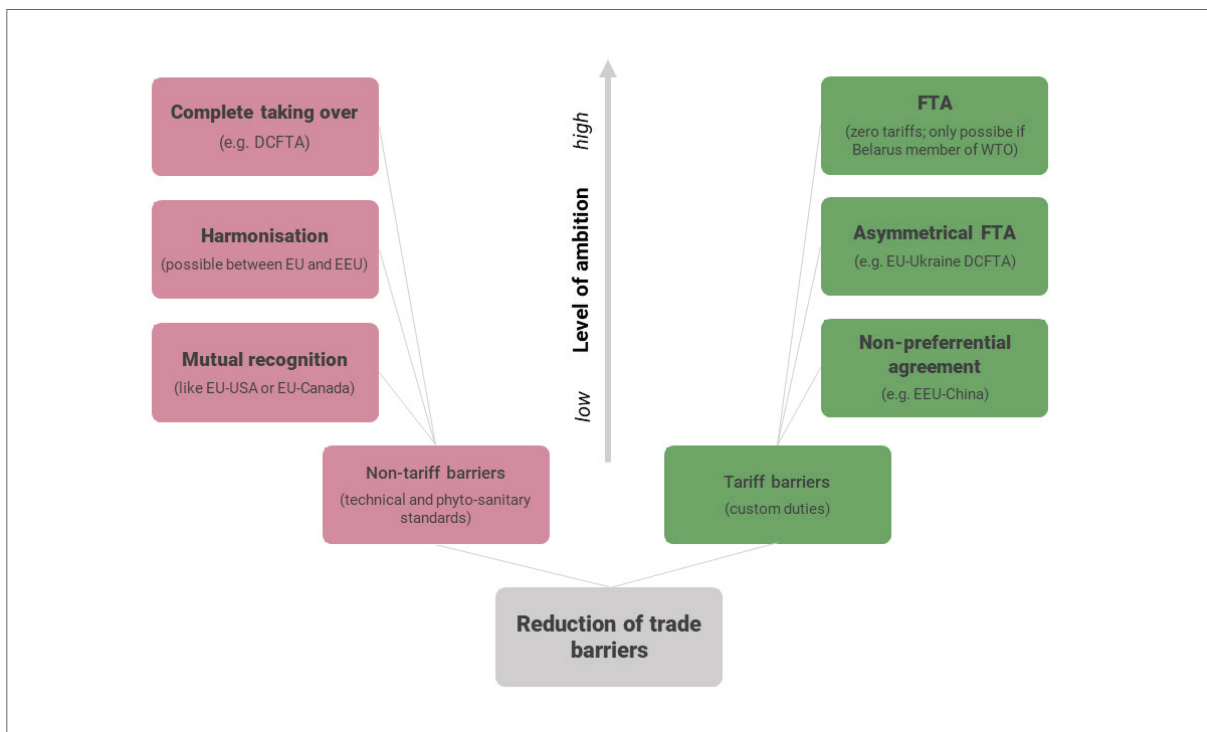 Complete taking over
(e.g. DCFTA)
Harmonisation
(possible between EU and EEU)
Mutual recognition
(like EU-USA or EU-Canada)
Non-tariff barriers
(technical and phyto-sanitary
standards)
high
Level of ambition
low
FTA
(zero tariffs; only possibe if
Belarus member of WTO)
Asymmetrical FTA
(e.g. EU-Ukraine DCFTA)
Non-preferrential
agreement
(e.g. EEU-China)
Tariff barriers
(custom duties)
Reduction of trade
barriers